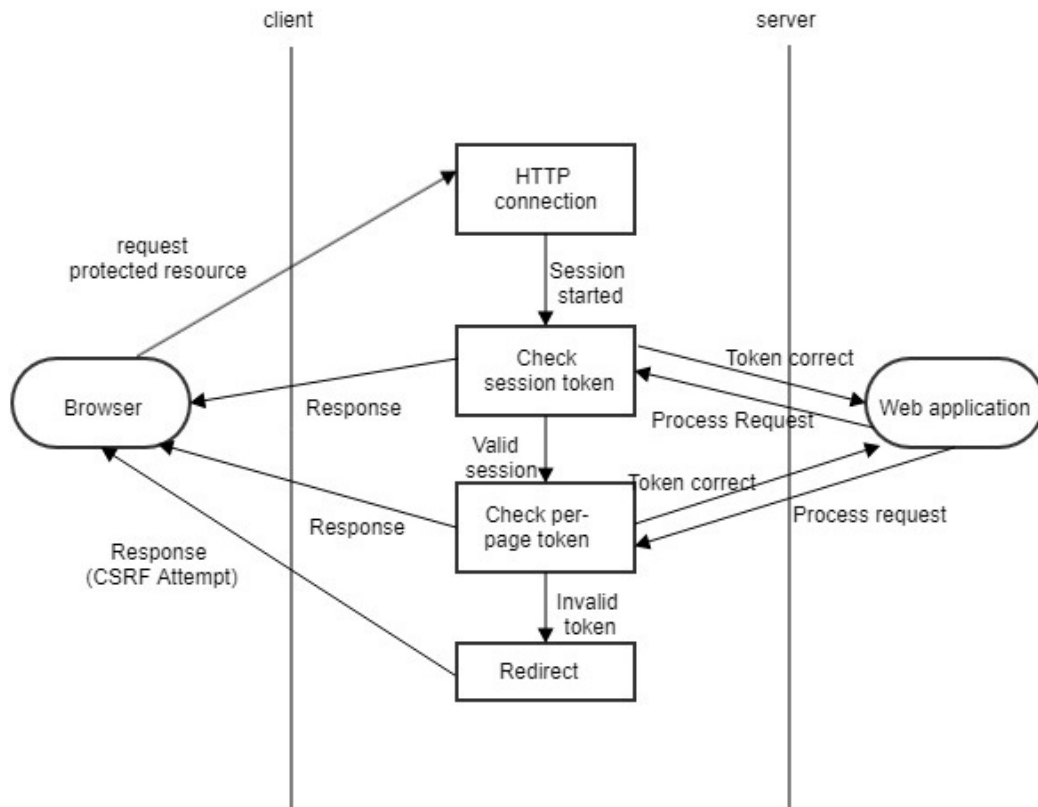 client
server
HTTP
connection
request
protected resource
Session
started
Check
session token
Token correct
Browser
Response
Process Request
Web application
Valid
session
Token correct
Check per-
page token
Response
Process request
Response
(CSRF Attempt)
Invalid
token
Redirect